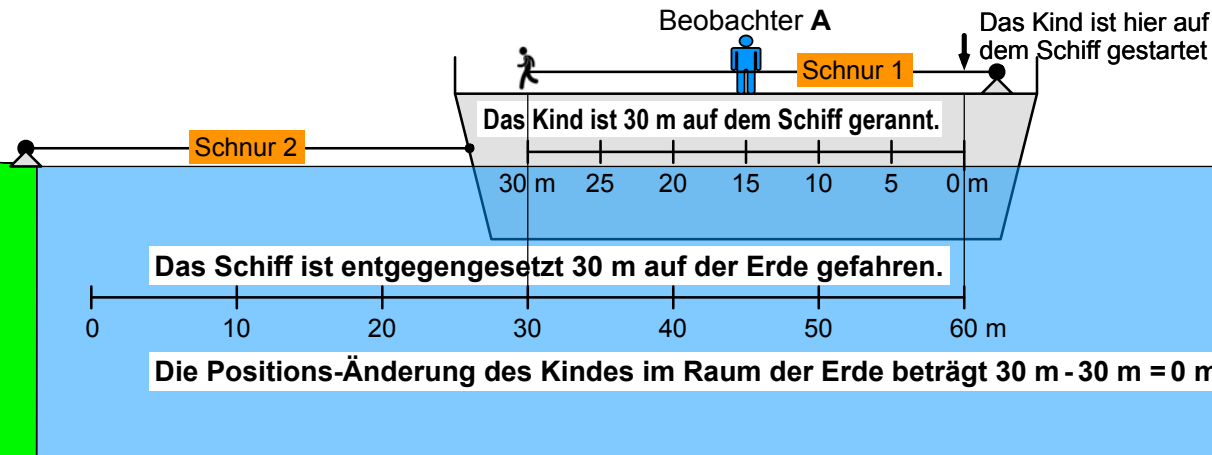 Beobachter A
Das Kind ist hier auf
dem Schiff gestartet
Schnur 1
Das Kind ist 30 m auf dem Schiff gerannt.
Schnur 2
30 m 25 20 15 10 5 0 m
Das Schiff ist entgegengesetzt 30 m auf der Erde gefahren.
0 10 20 30 40 50 60 m
Die Positions-Änderung des Kindes im Raum der Erde beträgt 30 m - 30 m = 0 m